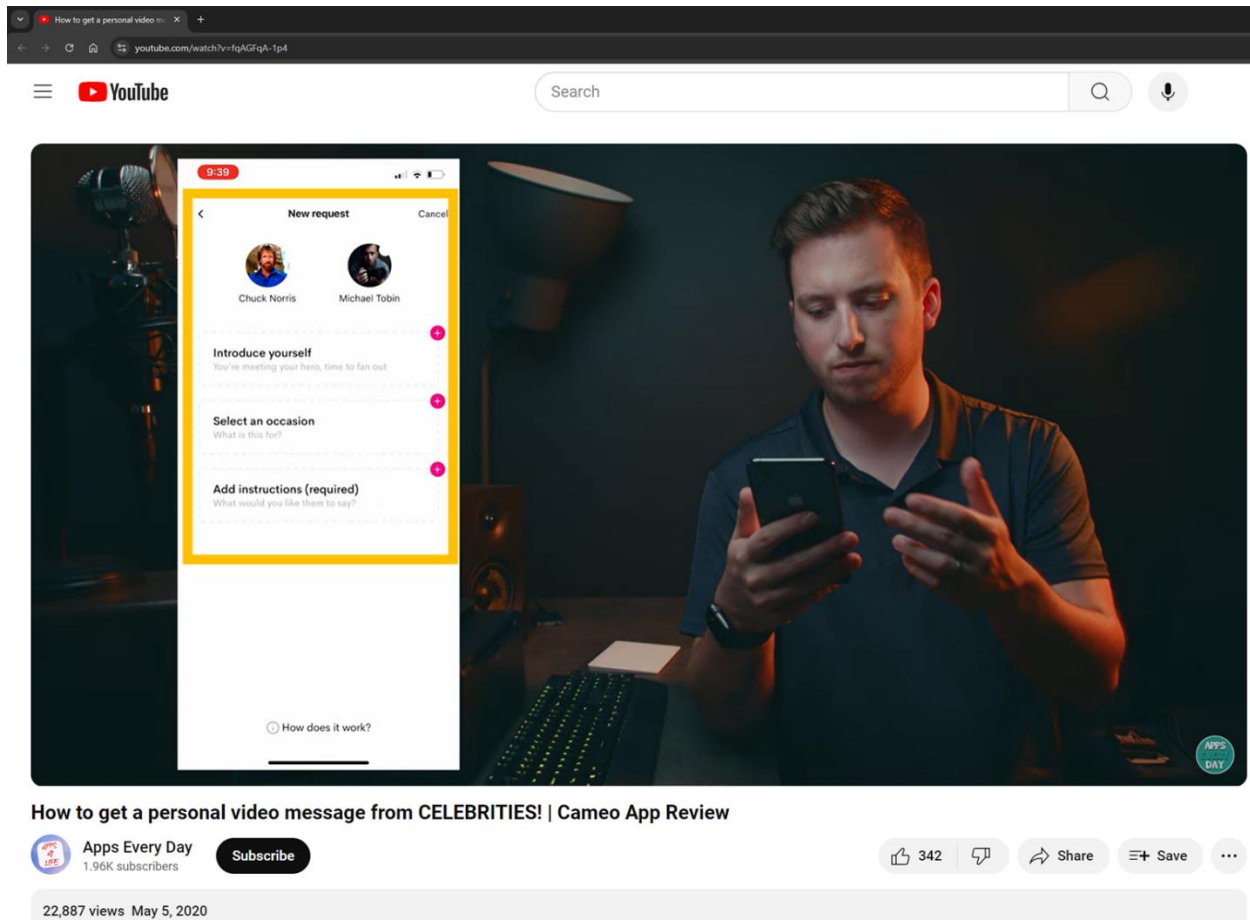 How to get a personal video m
youtube.com/watch?v=fqAGFqA-1p4
YouTube
Search
9:39
New request
Cancel
Chuck Norris
Michael Tobin
Introduce yourself
You're meeting your hero, time to fan out
Select an occasion
What is this for?
Add instructions (required)
What would you like them to say?
How does it work?
APPS
EVERY
DAY
How to get a personal video message from CELEBRITIES! | Cameo App Review
APPS
4
LIFE
Apps Every Day
1.96K subscribers
Subscribe
342
Share
Save
22,887 views May 5, 2020